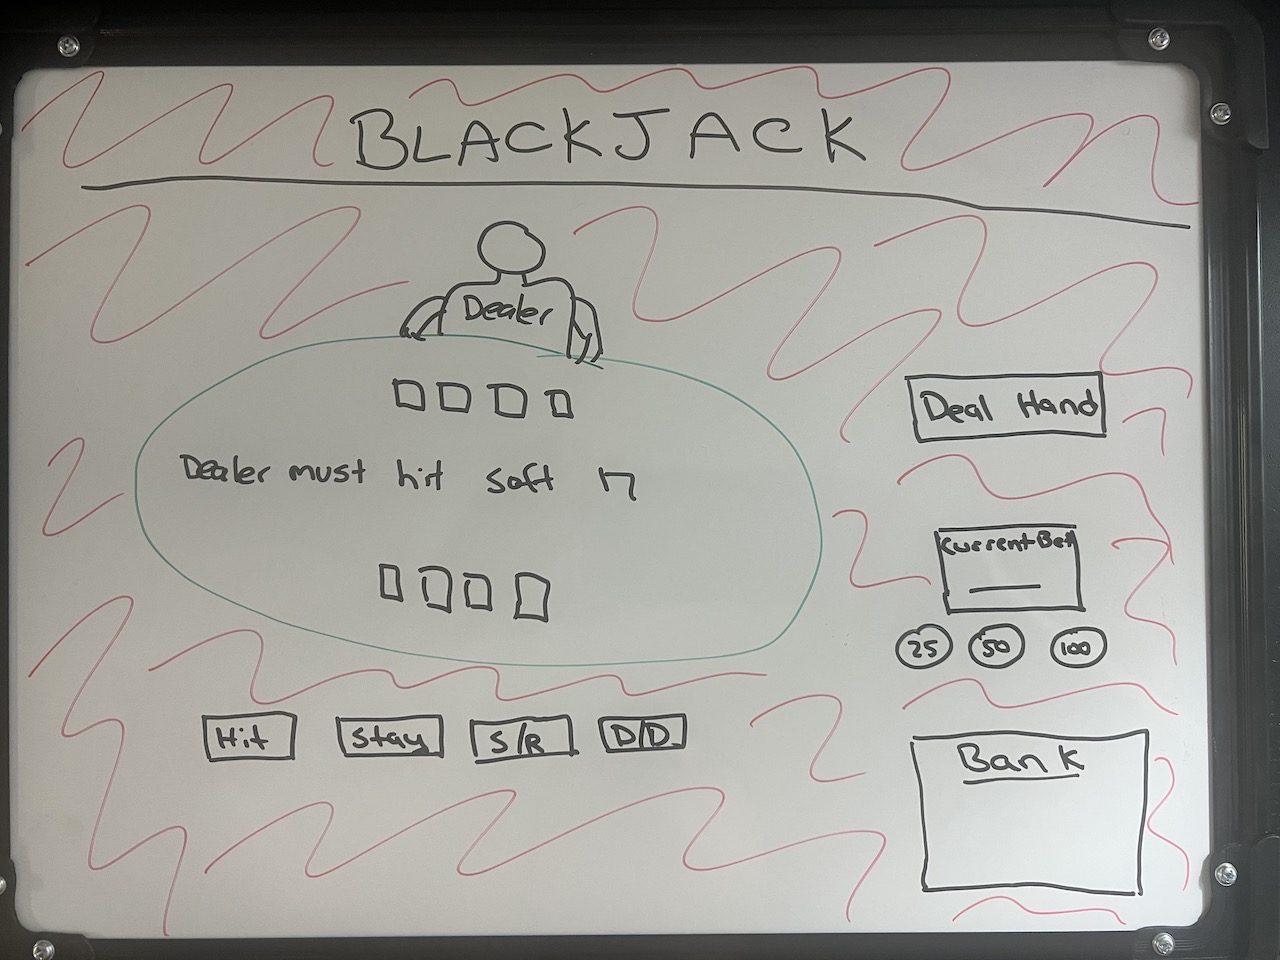 BLACKJACK
Dealer
Deal Hand
Dealer must hit soft 17
Current Bet
25 50 100
Hit Stay S/R D/D
Bank